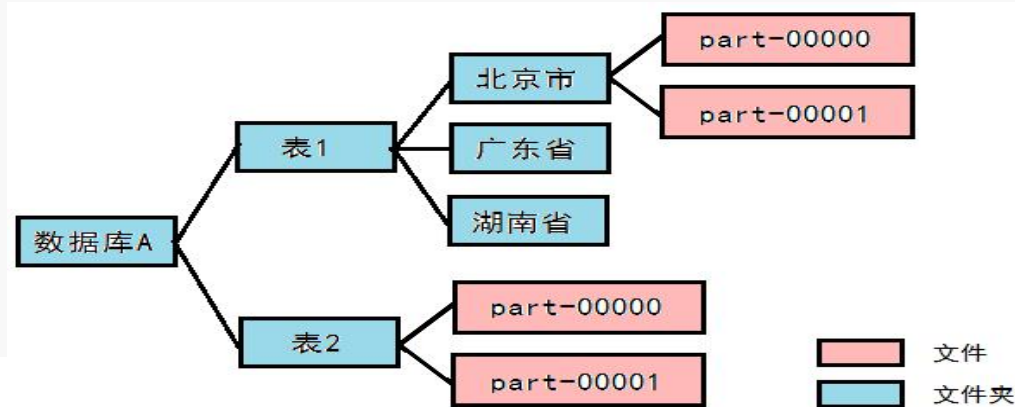 part-00000
北京市
part-00001
表1
广东省
湖南省
数据库A
part-00000
表2
part-00001
文件
文件夹